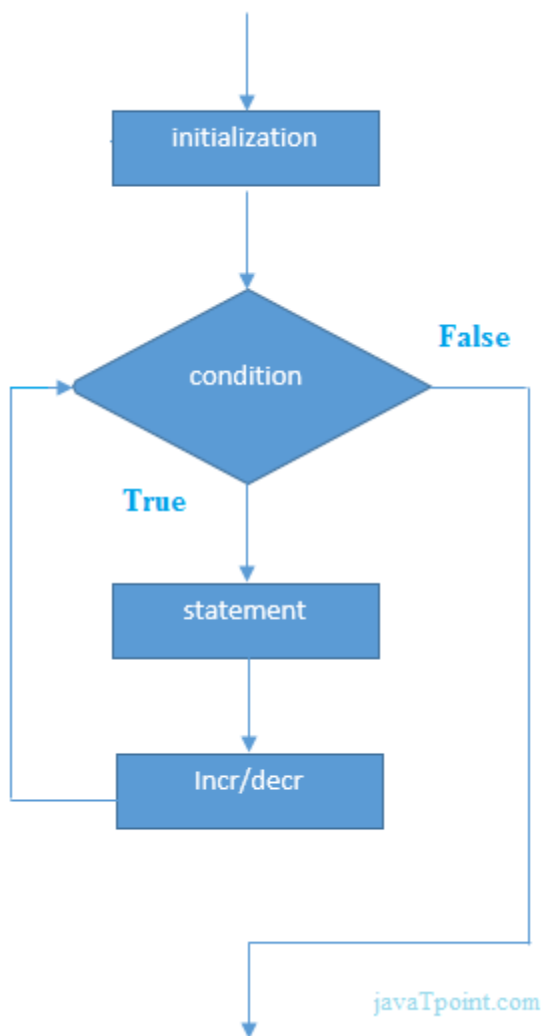 initialization
condition
False
True
statement
Incr/decr
javaTpoint.com